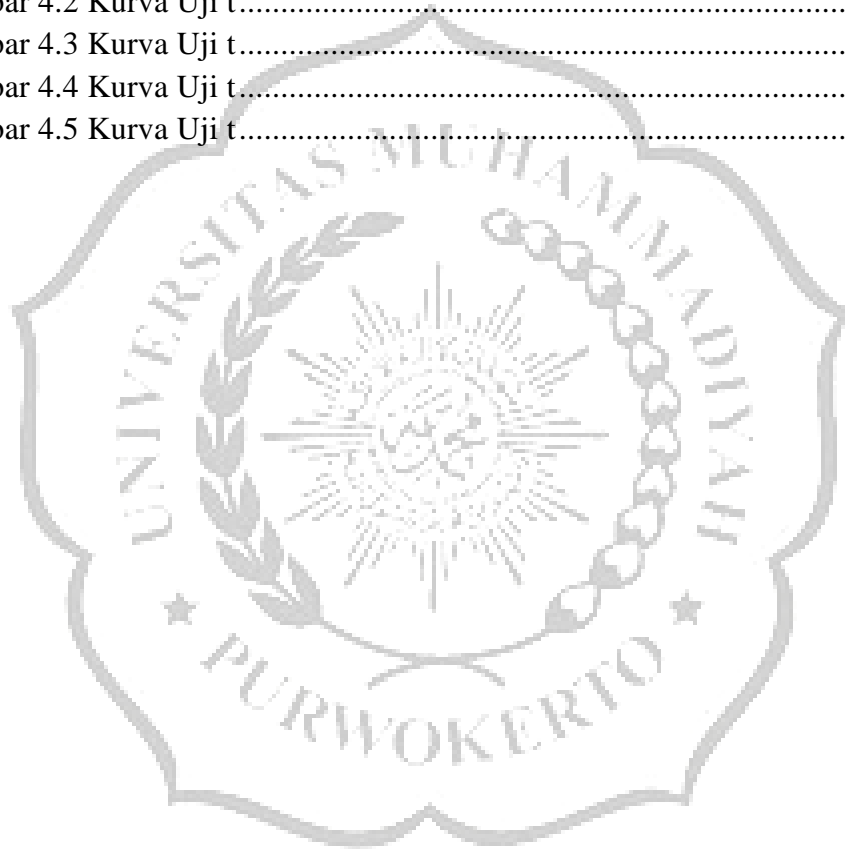 bar 4.2 Kurva Uji t
bar 4.3 Kurva Uji t
bar 4.4 Kurva Uji t
bar 4.5 Kurva Uji t
UNIVERSITAS MUHAMMADIYAH
PURWOKERTO